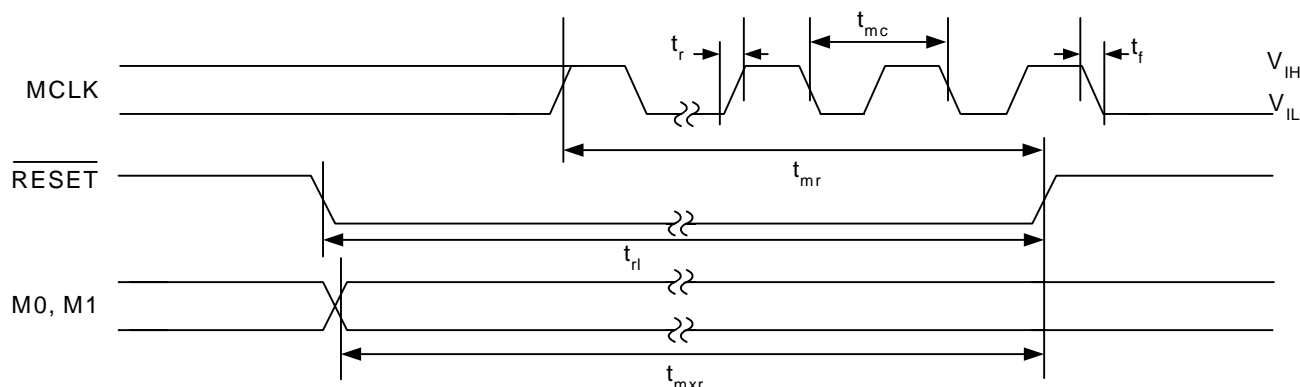 t_mc
t_r
t_f
MCLK
V_IH
V_IL
t_mr
RESET
t_rl
M0, M1
t_mxr